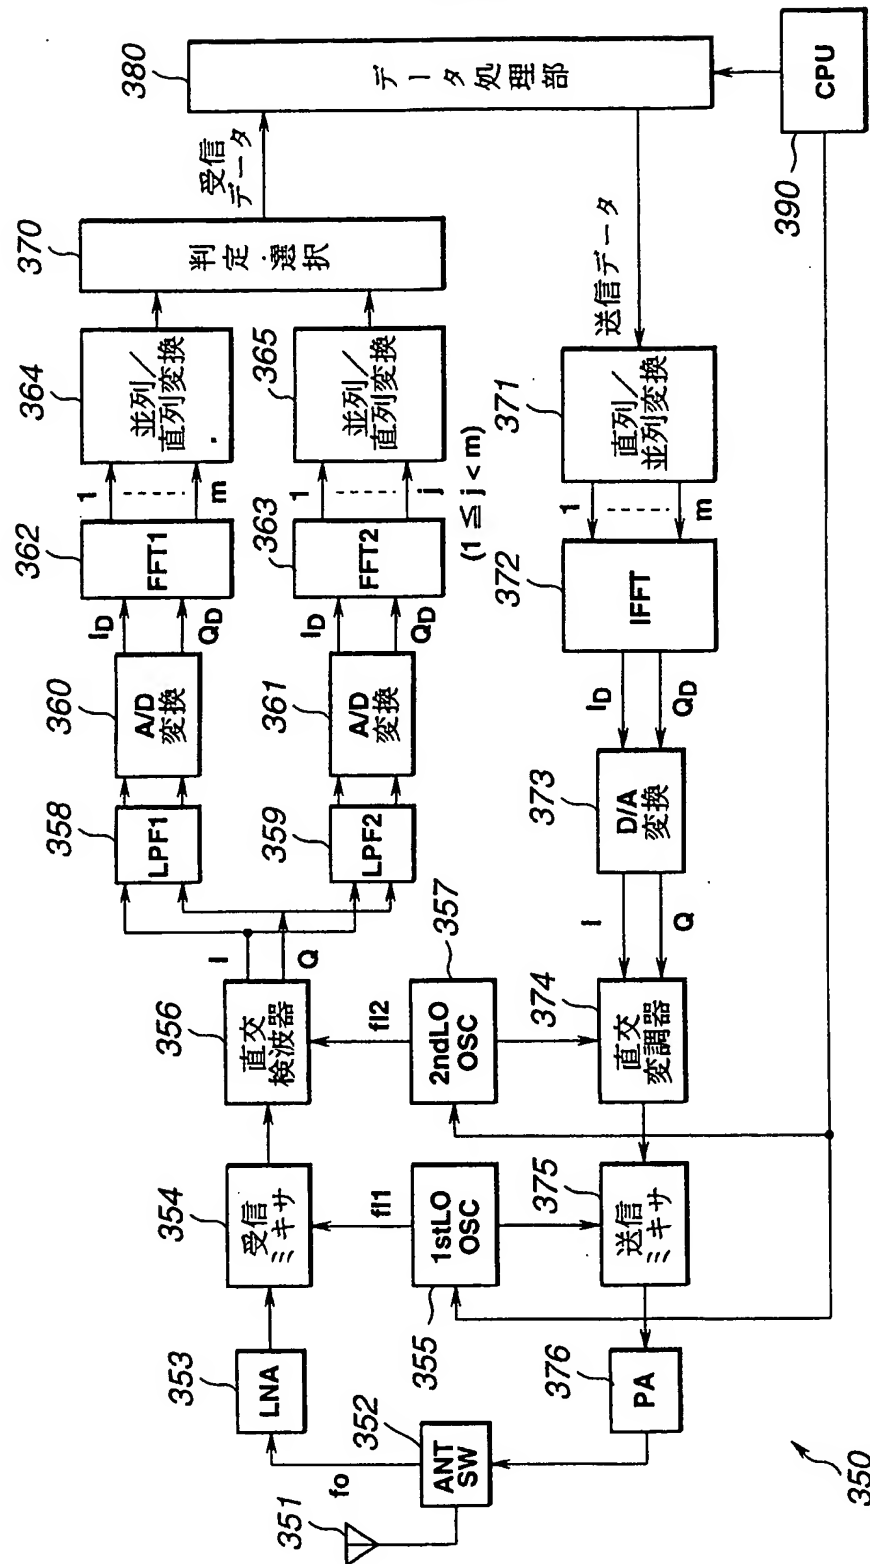 351
fo
352
ANT
SW
353
LNA
354
受信
ミキサ
fl1
355
1stLO
OSC
356
直交
検波器
fl2
357
2ndLO
OSC
I
Q
358
LPF1
359
LPF2
360
A/D
変換
361
A/D
変換
ID
QD
ID
QD
362
FFT1
363
FFT2
1
m
1
j
(1 ≦ j < m)
364
並列/
直列変換
365
並列/
直列変換
370
判定・選択
受信
データ
380
データ処理部
390
CPU
送信データ
371
直列/
並列変換
1
m
372
IFFT
ID
QD
373
D/A
変換
I
Q
374
直交
変調器
375
送信
ミキサ
376
PA
350